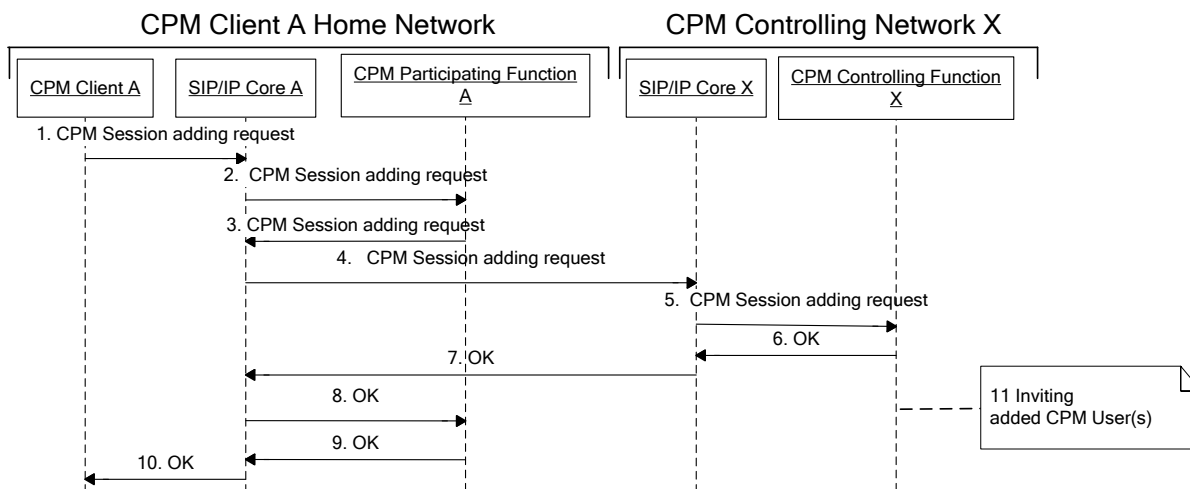 CPM Client A Home Network
CPM Controlling Network X
CPM Client A
SIP/IP Core A
CPM Participating Function
A
SIP/IP Core X
CPM Controlling Function
X
1. CPM Session adding request
2. CPM Session adding request
3. CPM Session adding request
4. CPM Session adding request
5. CPM Session adding request
6. OK
7. OK
8. OK
9. OK
10. OK
11 Inviting
added CPM User(s)